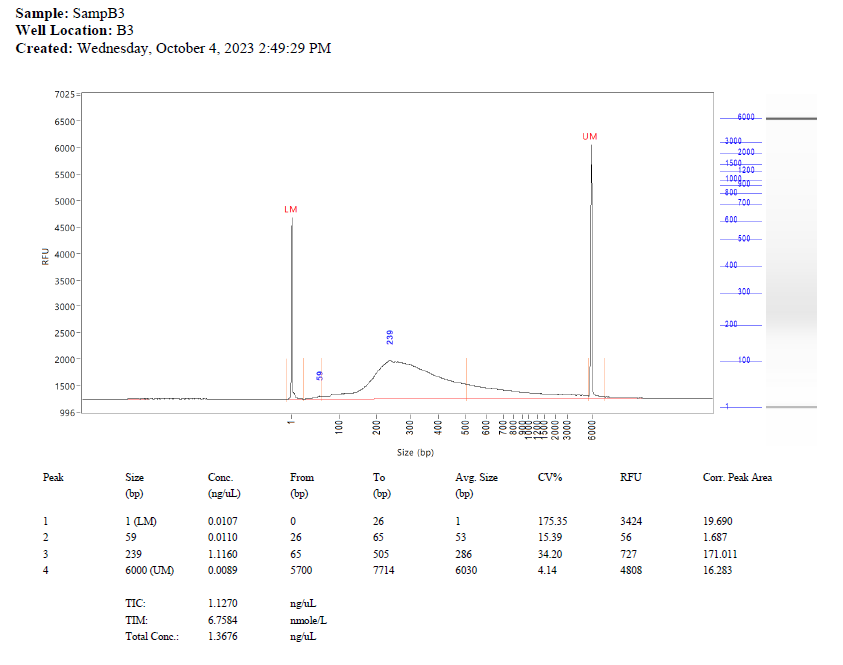 Sample: SampB3
Well Location: B3
Created: Wednesday, October 4, 2023 2:49:29 PM
7025
6500
6000
5500
5000
4500
4000
3500
3000
2500
2000
1500
996
RFU
LM
UM
59
239
1
100
200
300
400
500
600
700
800
900
1000
1200
1500
2000
3000
6000
Size (bp)
6000
3000
2000
1500
1200
1000
900
800
700
600
500
400
300
200
100
1
Peak Size Conc. From To Avg. Size CV% RFU Corr. Peak Area
(bp) (ng/uL) (bp) (bp) (bp)
1 1 (LM) 0.0107 0 26 1 175.35 3424 19.690
2 59 0.0110 26 65 53 15.39 56 1.687
3 239 1.1160 65 505 286 34.20 727 171.011
4 6000 (UM) 0.0089 5700 7714 6030 4.14 4808 16.283
TIC: 1.1270 ng/uL
TIM: 6.7584 nmole/L
Total Conc.: 1.3676 ng/uL